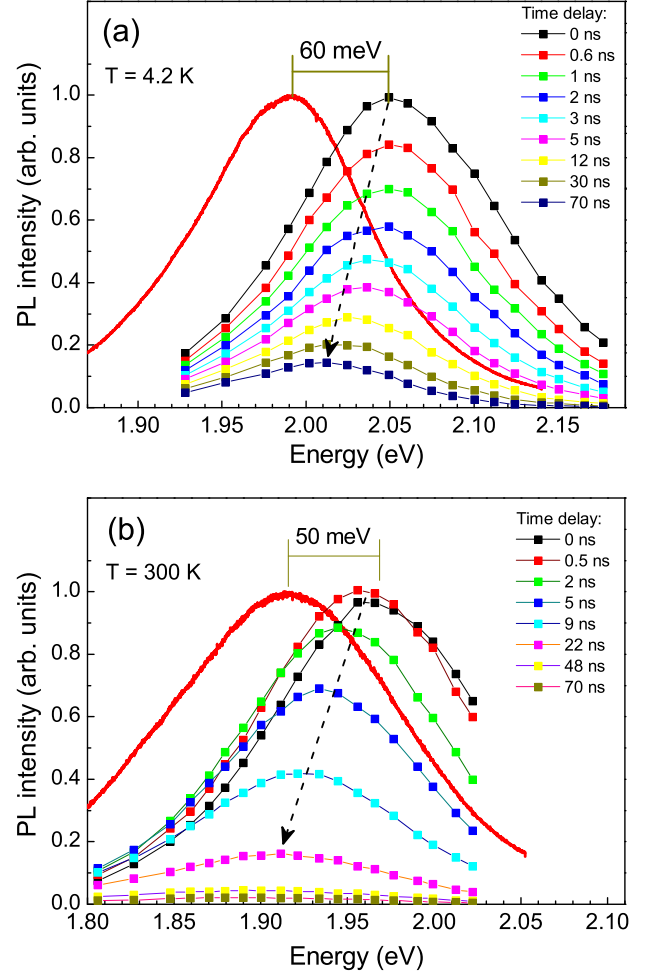 (a)
T = 4.2 K
60 meV
Time delay:
0 ns
0.6 ns
1 ns
2 ns
3 ns
5 ns
12 ns
30 ns
70 ns
PL intensity (arb. units)
1.0
0.8
0.6
0.4
0.2
0.0
1.90
1.95
2.00
2.05
2.10
2.15
Energy (eV)
(b)
T = 300 K
50 meV
Time delay:
0 ns
0.5 ns
2 ns
5 ns
9 ns
22 ns
48 ns
70 ns
PL intensity (arb. units)
1.0
0.8
0.6
0.4
0.2
0.0
1.80
1.85
1.90
1.95
2.00
2.05
2.10
Energy (eV)